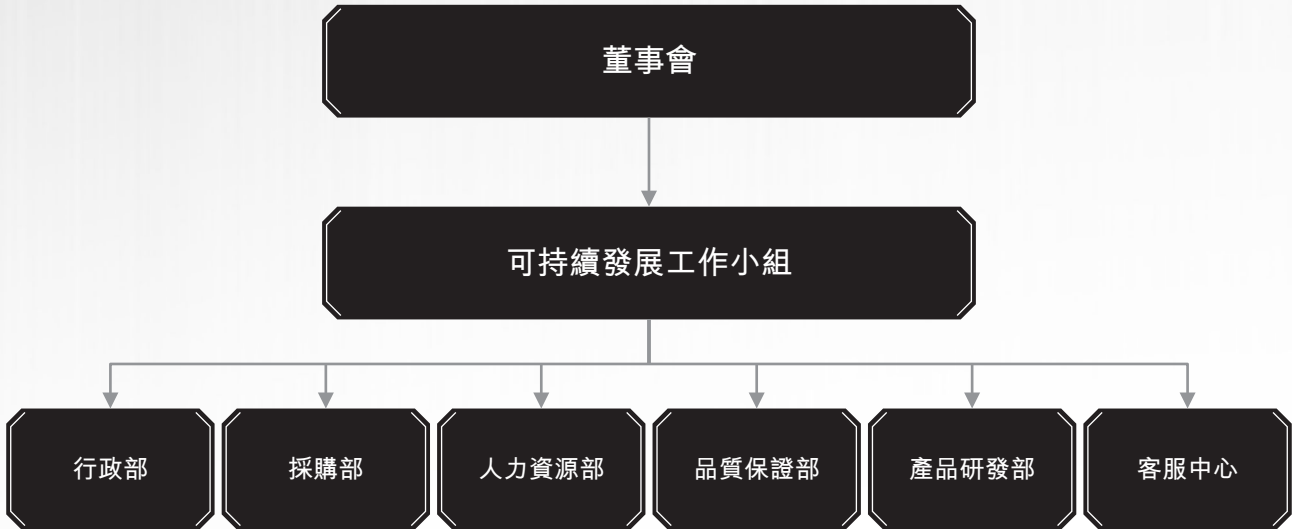 董事會
可持續發展工作小組
行政部
採購部
人力資源部
品質保證部
產品研發部
客服中心